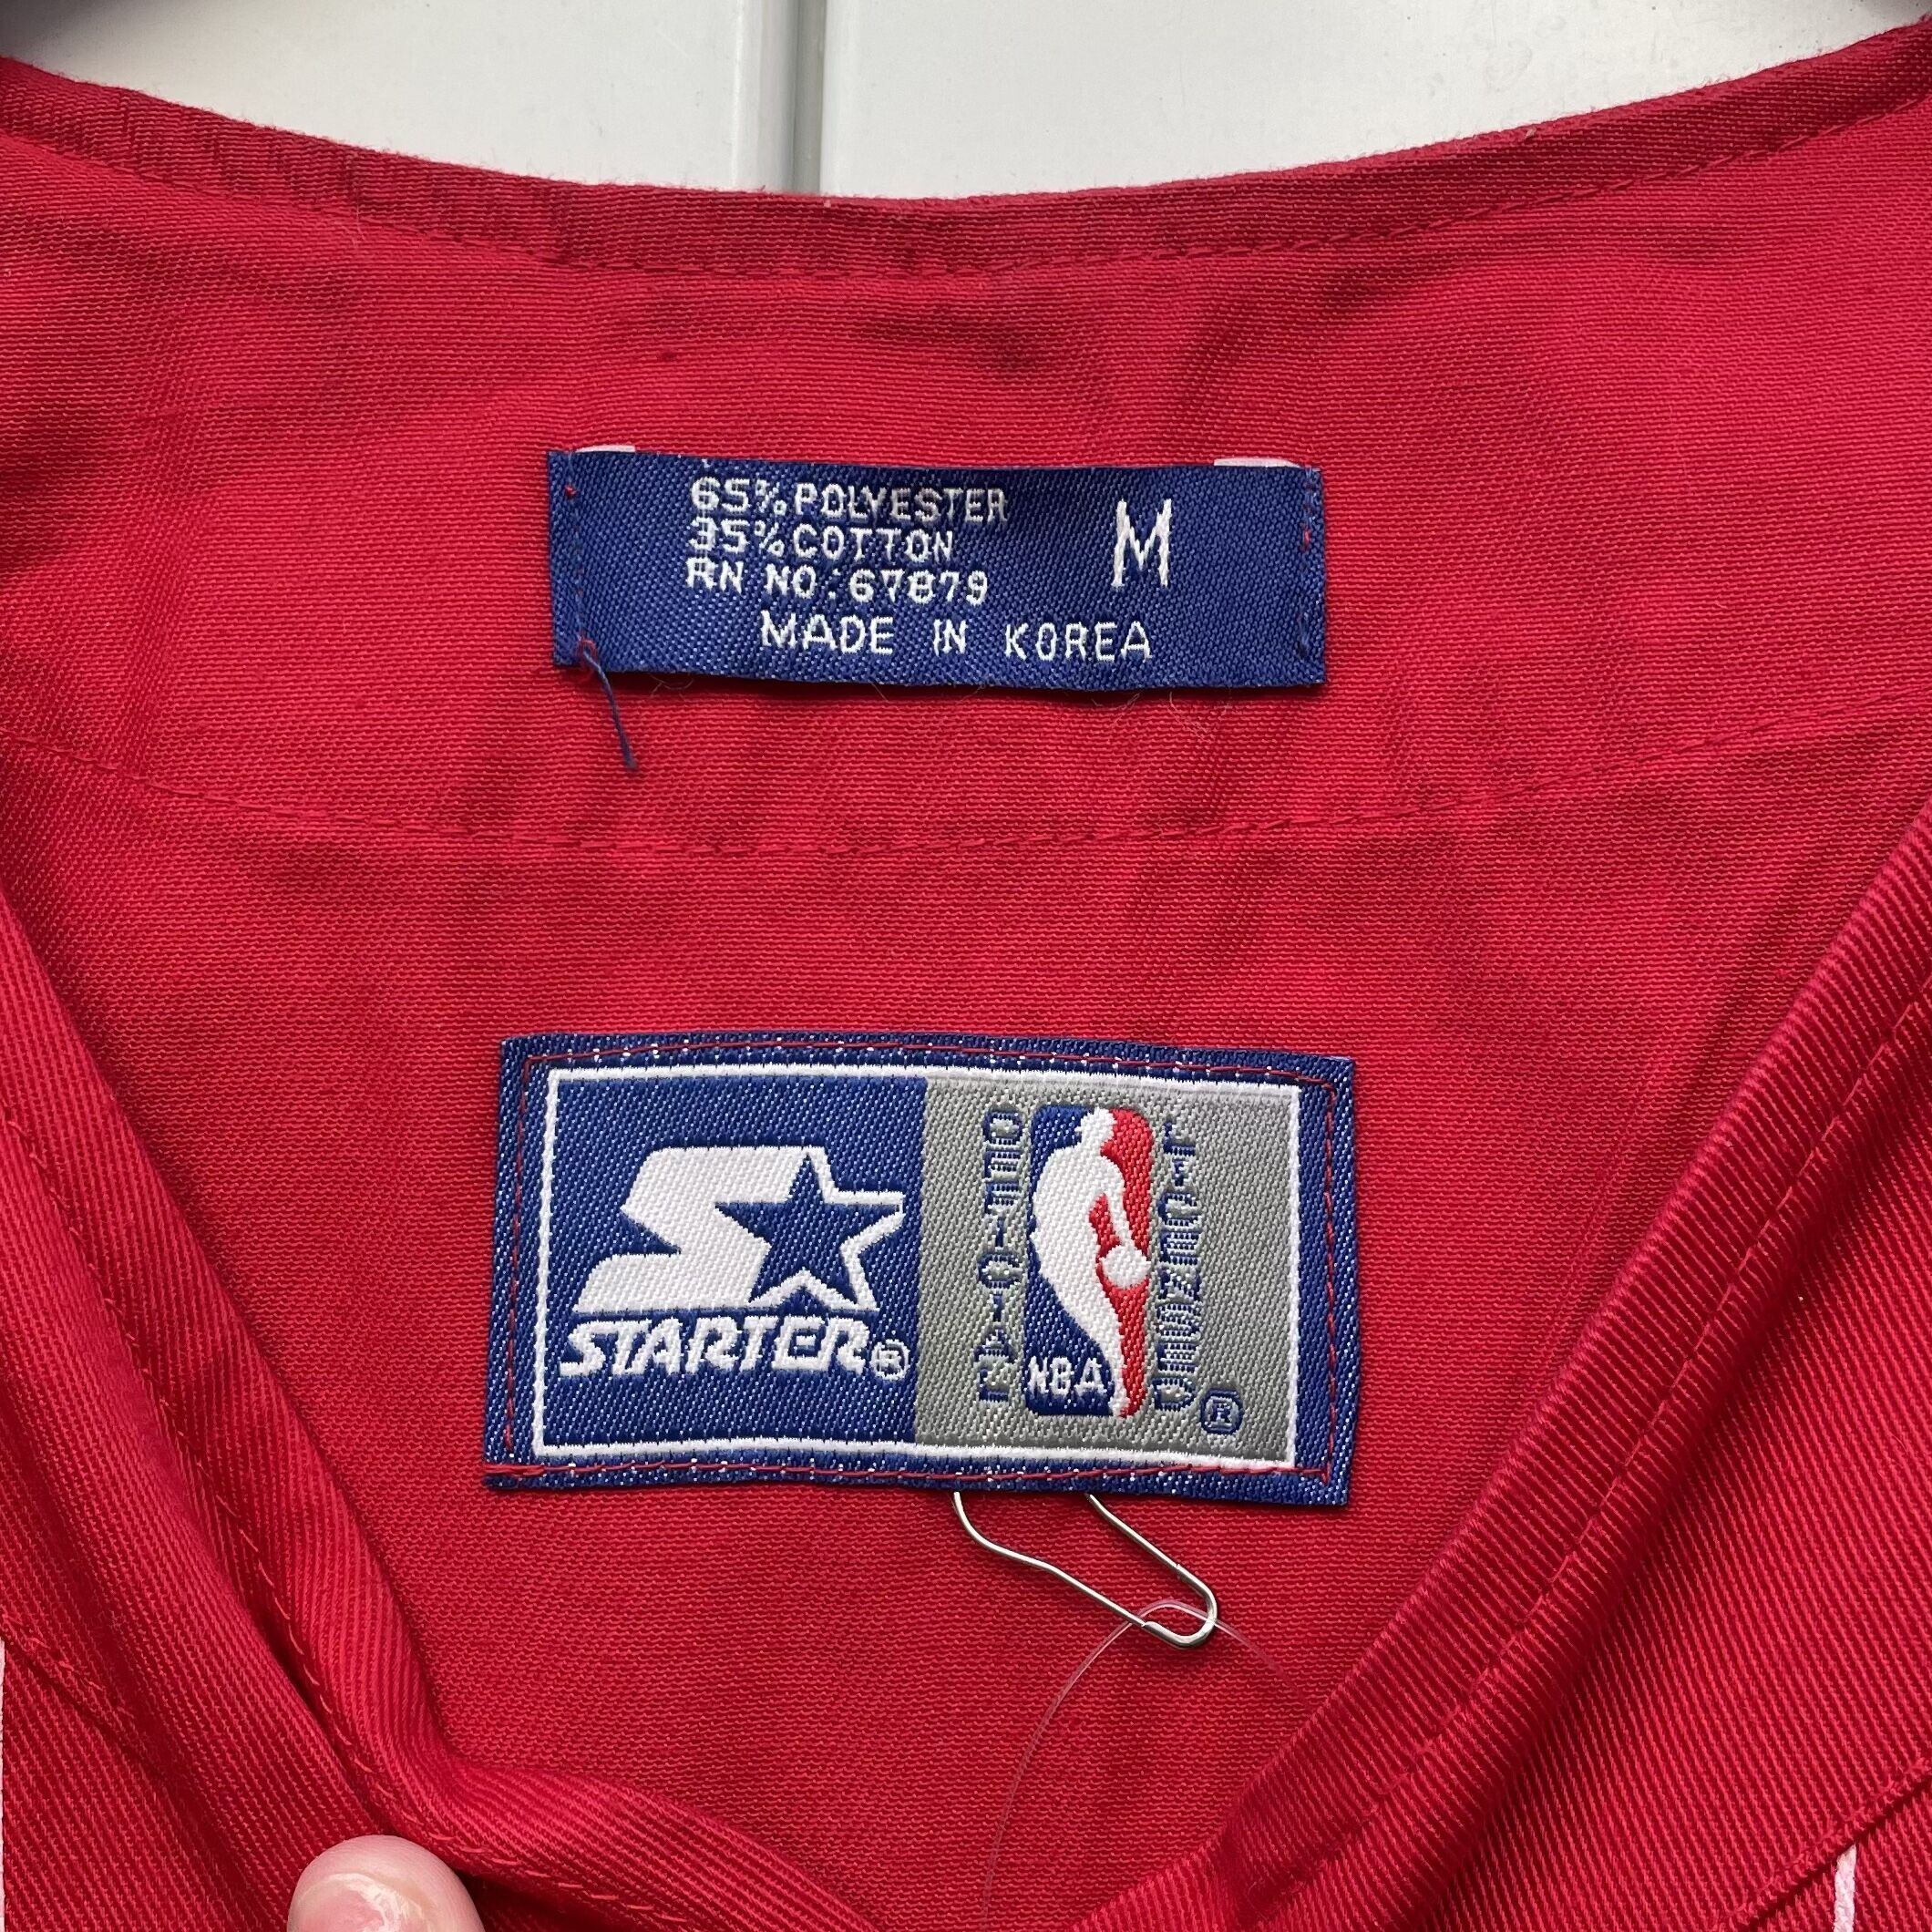 65% POLYESTER
35% COTTON
RN NO: 67879
MADE IN KOREA
M
STARTER®
OFFICIAL
NBA
LICENSED
®